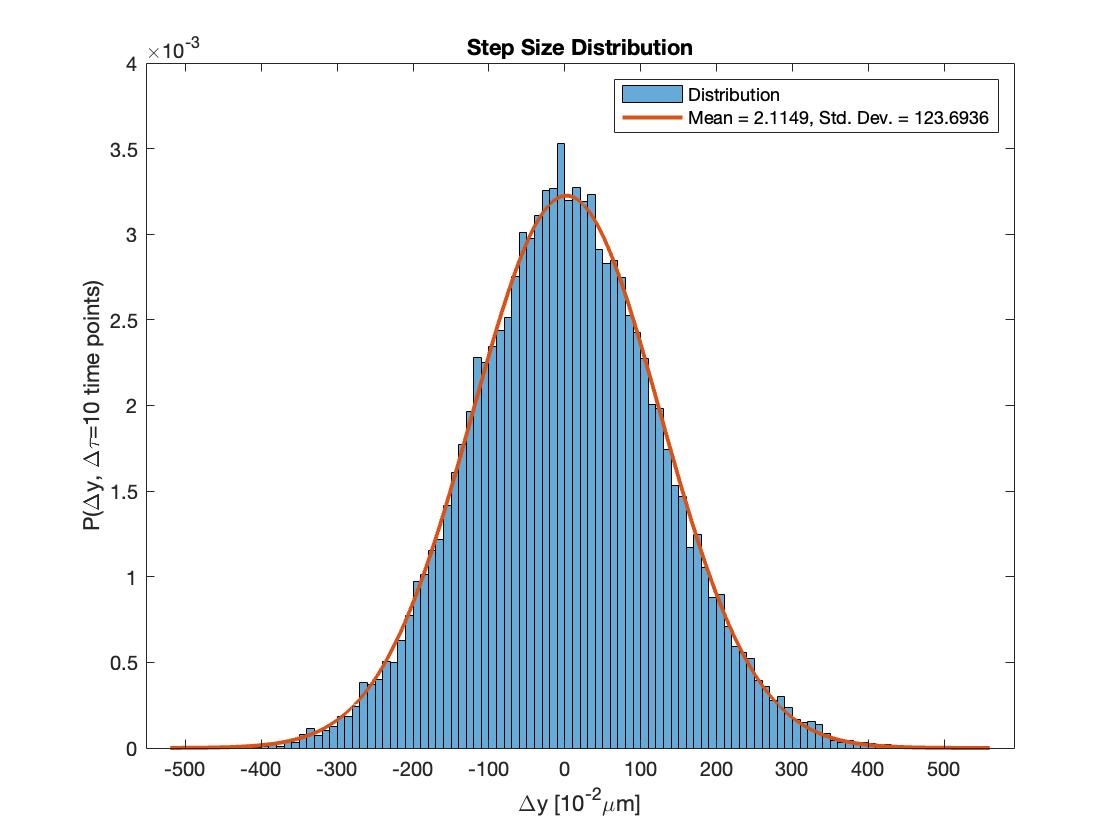 Step Size Distribution
×10⁻³
Distribution
Mean = 2.1149, Std. Dev. = 123.6936
4
3.5
3
2.5
2
1.5
1
0.5
0
P(Δy, Δτ=10 time points)
-500 -400 -300 -200 -100 0 100 200 300 400 500
Δy [10⁻²μm]